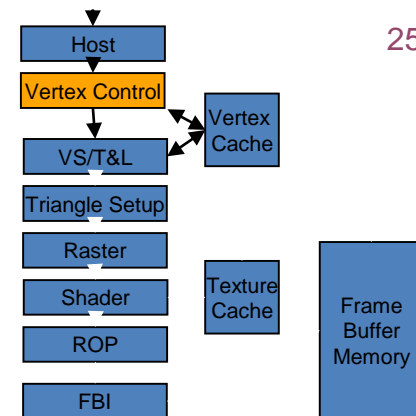 25
Host
Vertex Control
Vertex
Cache
VS/T&L
Triangle Setup
Raster
Shader
Texture
Cache
ROP
Frame
Buffer
Memory
FBI